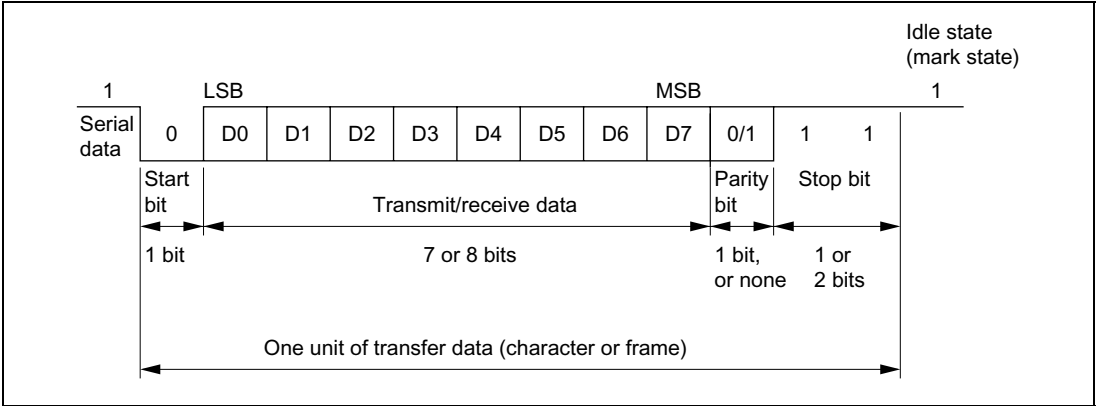 Idle state
(mark state)
1 LSB MSB 1
Serial
data
0 D0 D1 D2 D3 D4 D5 D6 D7 0/1 1 1
Start
bit
Transmit/receive data
Parity
bit
Stop bit
1 bit
7 or 8 bits
1 bit,
or none
1 or
2 bits
One unit of transfer data (character or frame)